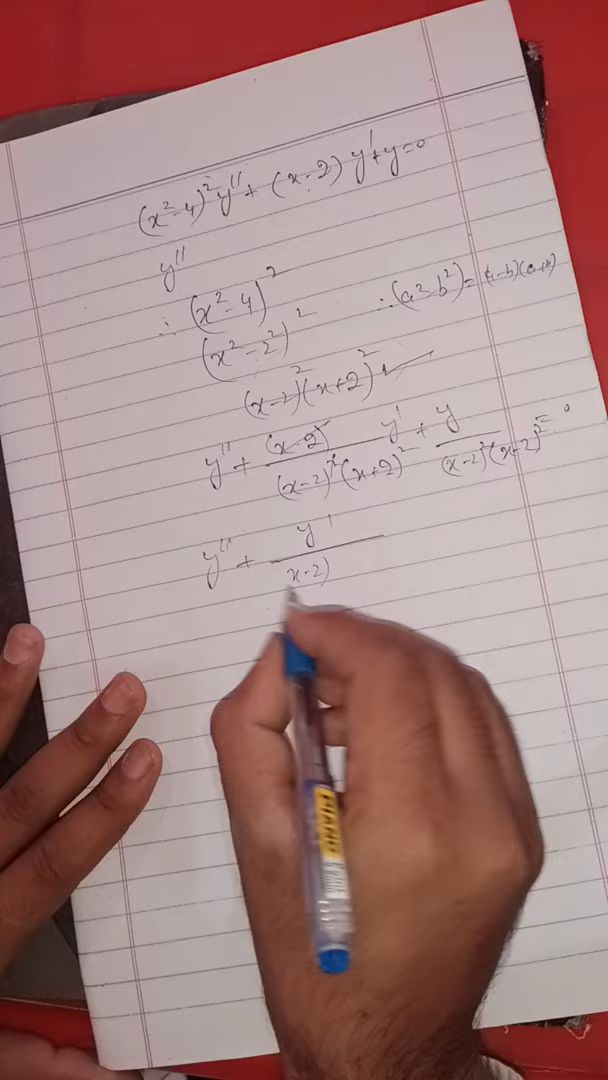 (x²-4)²y'' + (x-2) y'+y=0
y''
∴ (x²-4)²
(x²-2²)² ∴(a²-b²)=(a-b)(a+b)
(x-2)²(x+2)² ✓
y'' + (x-2)/(x-2)²(x+2)² y' + y/(x-2)²(x+2)² = 0
y'' + y'/x-2)
PIANO